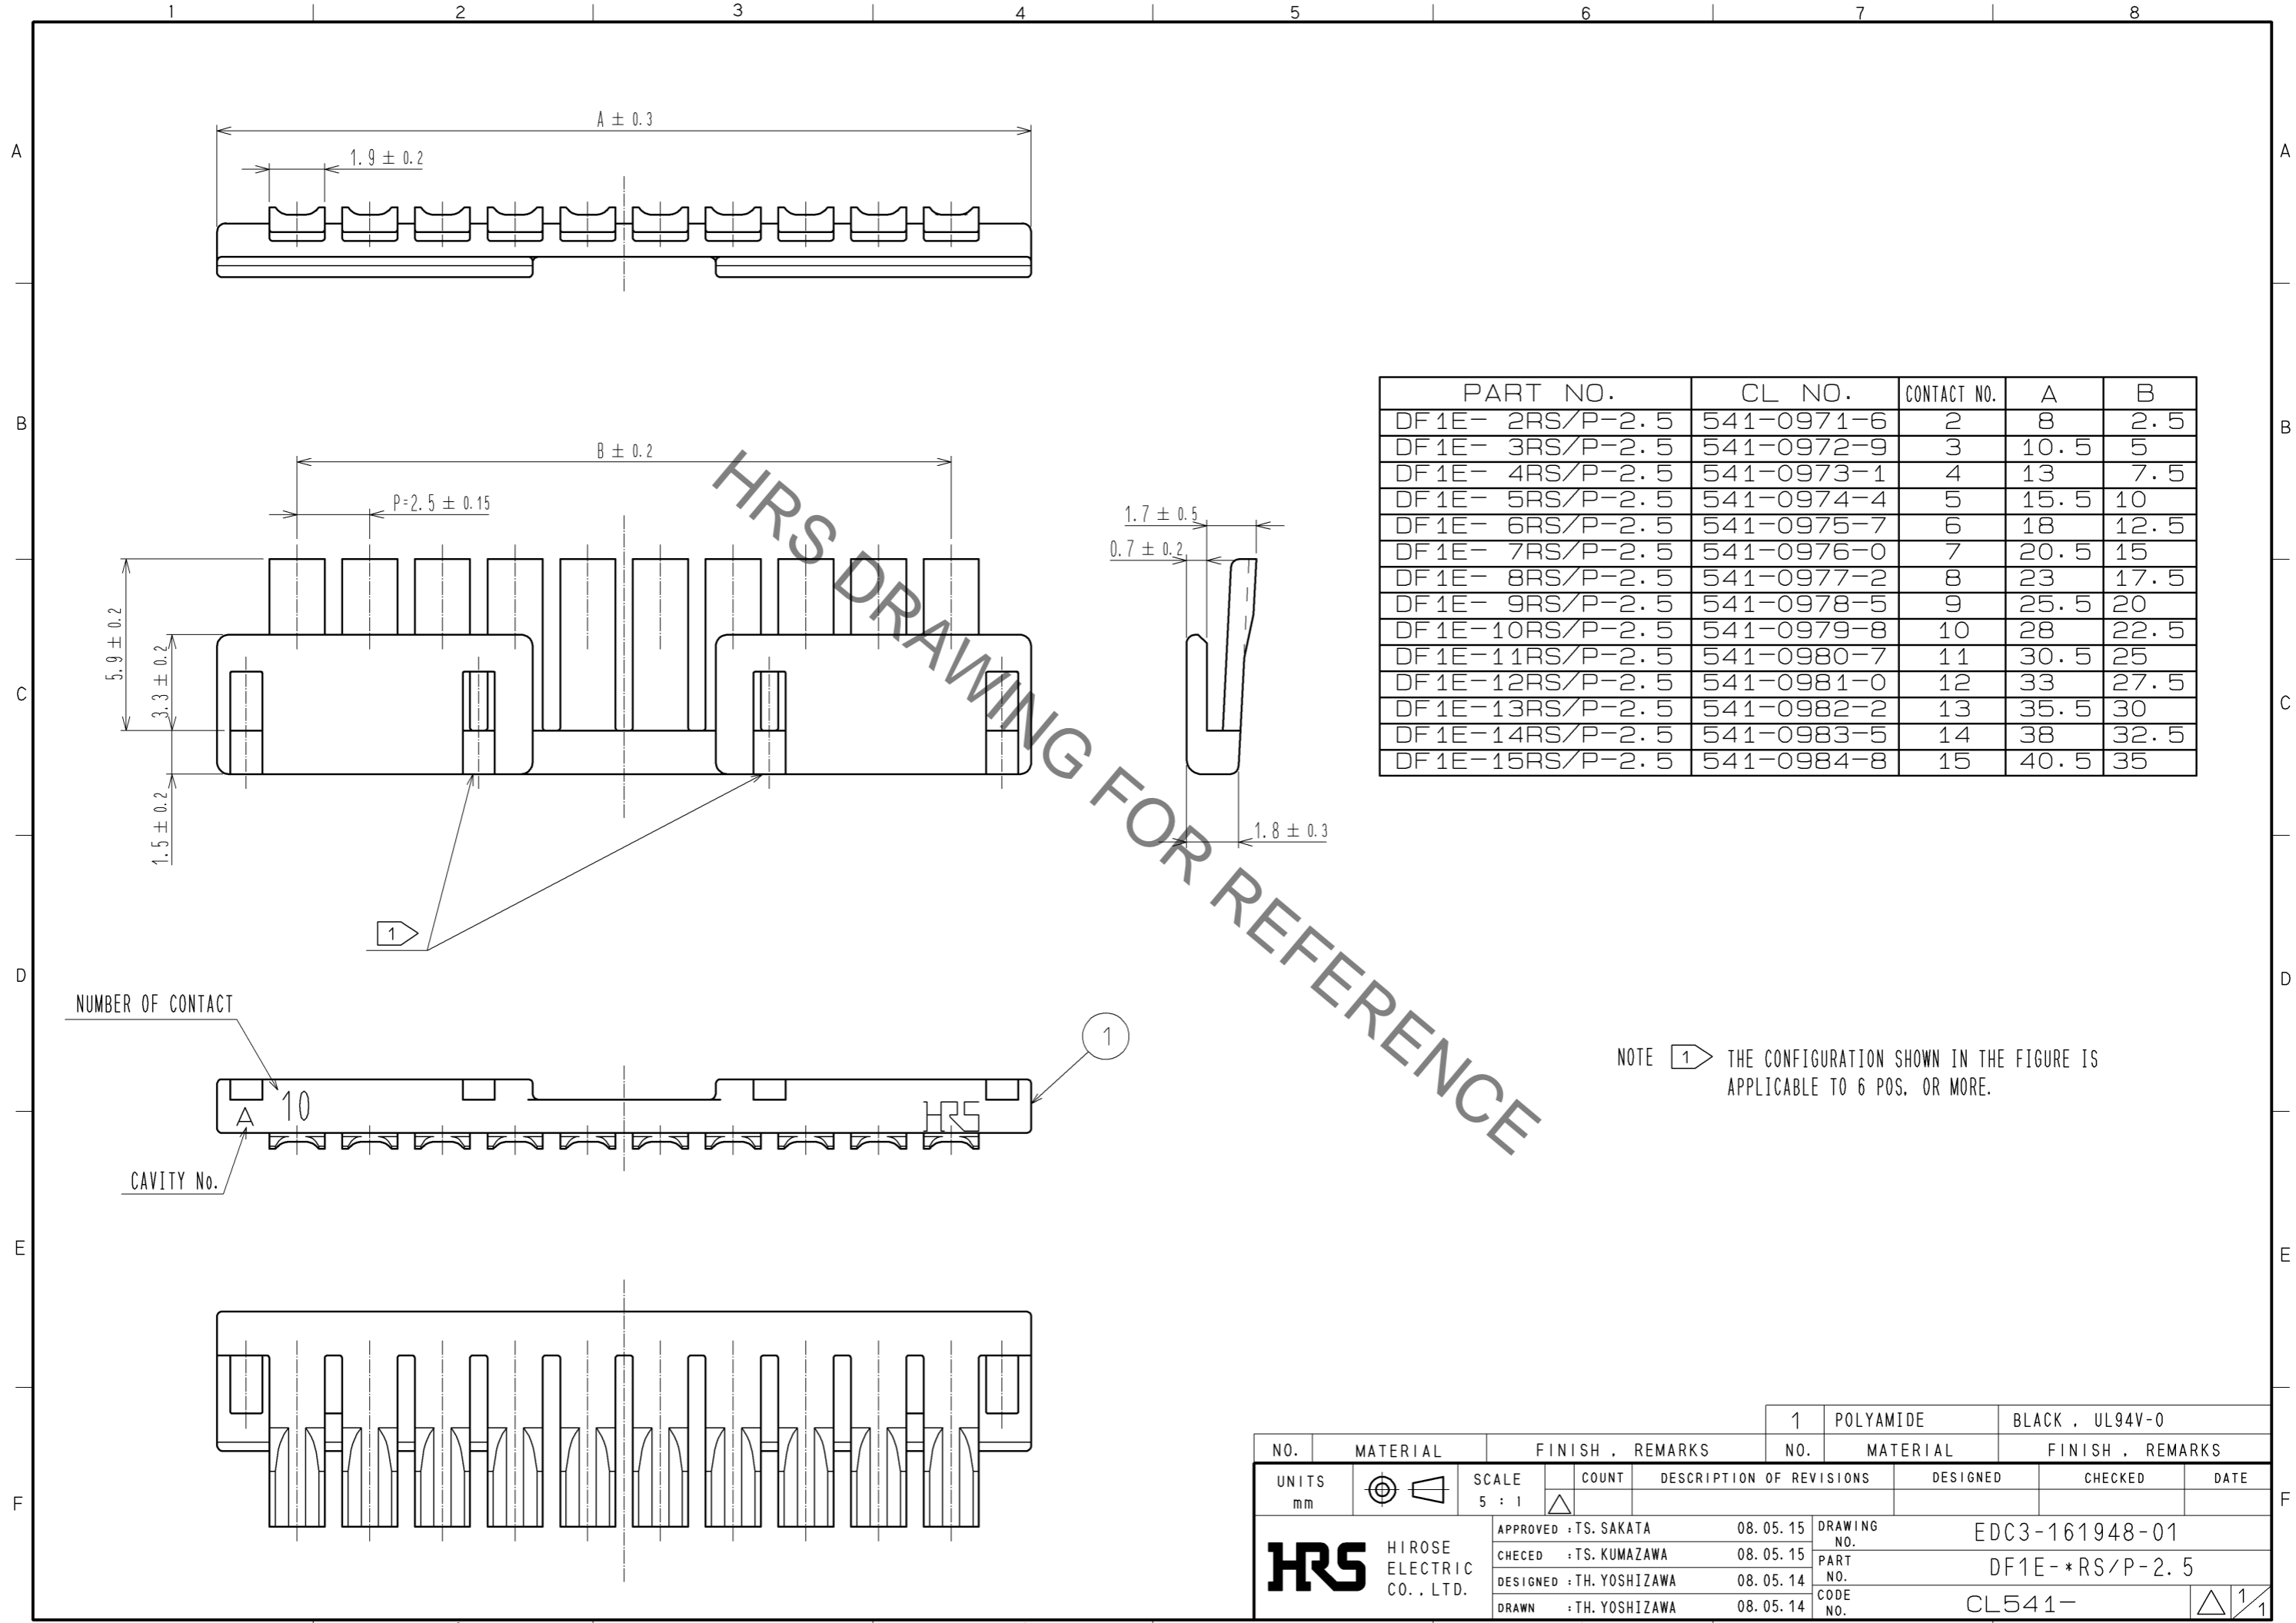 1 2 3 4 5 6 7 8
A A
B B
C C
D D
E E
F F
A ± 0.3
1.9 ± 0.2
B ± 0.2
P=2.5 ± 0.15
5.9 ± 0.2
3.3 ± 0.2
1.5 ± 0.2
1
1.7 ± 0.5
0.7 ± 0.2
1.8 ± 0.3
HRS DRAWING FOR REFERENCE
PART NO. CL NO. CONTACT NO. A B
DF1E- 2RS/P-2.5 541-0971-6 2 8 2.5
DF1E- 3RS/P-2.5 541-0972-9 3 10.5 5
DF1E- 4RS/P-2.5 541-0973-1 4 13 7.5
DF1E- 5RS/P-2.5 541-0974-4 5 15.5 10
DF1E- 6RS/P-2.5 541-0975-7 6 18 12.5
DF1E- 7RS/P-2.5 541-0976-0 7 20.5 15
DF1E- 8RS/P-2.5 541-0977-2 8 23 17.5
DF1E- 9RS/P-2.5 541-0978-5 9 25.5 20
DF1E-10RS/P-2.5 541-0979-8 10 28 22.5
DF1E-11RS/P-2.5 541-0980-7 11 30.5 25
DF1E-12RS/P-2.5 541-0981-0 12 33 27.5
DF1E-13RS/P-2.5 541-0982-2 13 35.5 30
DF1E-14RS/P-2.5 541-0983-5 14 38 32.5
DF1E-15RS/P-2.5 541-0984-8 15 40.5 35
NUMBER OF CONTACT
1
A 10 HRS
CAVITY No.
NOTE 1 THE CONFIGURATION SHOWN IN THE FIGURE IS
APPLICABLE TO 6 POS. OR MORE.
1 POLYAMIDE BLACK , UL94V-0
NO. MATERIAL FINISH , REMARKS NO. MATERIAL FINISH , REMARKS
UNITS
mm
SCALE
5 : 1
COUNT DESCRIPTION OF REVISIONS DESIGNED CHECKED DATE
HRS
HIROSE
ELECTRIC
CO., LTD.
APPROVED :TS. SAKATA 08.05.15
CHECED :TS. KUMAZAWA 08.05.15
DESIGNED :TH. YOSHIZAWA 08.05.14
DRAWN :TH. YOSHIZAWA 08.05.14
DRAWING NO. EDC3-161948-01
PART NO. DF1E-*RS/P-2.5
CODE NO. CL541-
1/1